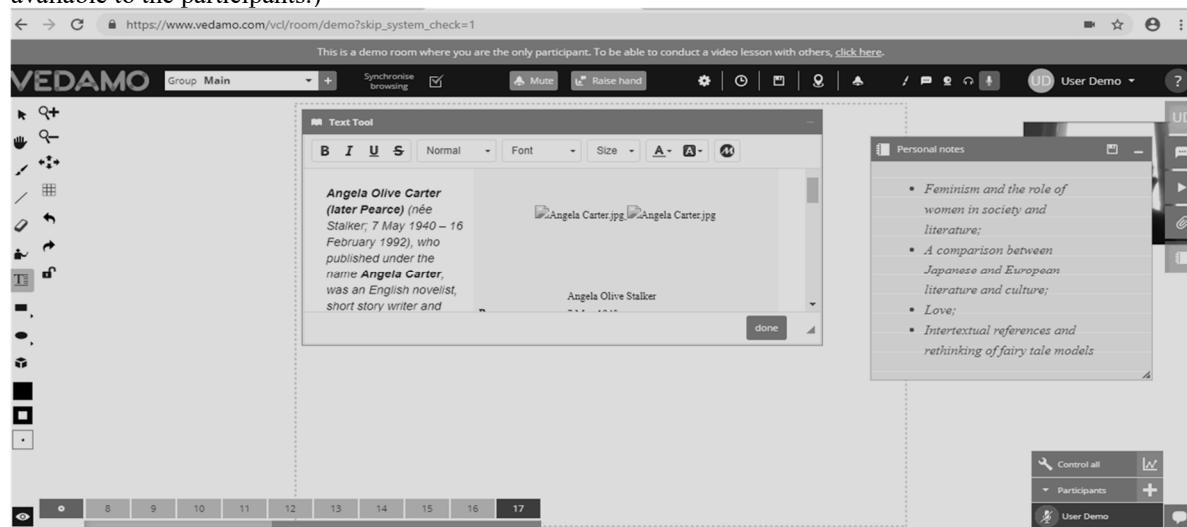 available to the participants.)
https://www.vedamo.com/vcl/room/demo?skip_system_check=1
This is a demo room where you are the only participant. To be able to conduct a video lesson with others, click here.
VEDAMO Group Main + Synchronise browsing Mute Raise hand UD User Demo ?
Text Tool
B I U S Normal Font Size A A
Angela Olive Carter
(later Pearce) (née
Stalker; 7 May 1940 – 16
February 1992), who
published under the
name Angela Carter,
was an English novelist,
short story writer and
Angela Carter.jpg Angela Carter.jpg
Angela Olive Stalker
done
UD
Personal notes
• Feminism and the role of
women in society and
literature;
• A comparison between
Japanese and European
literature and culture;
• Love;
• Intertextual references and
rethinking of fairy tale models
T
Control all
Participants
User Demo
8 9 10 11 12 13 14 15 16 17